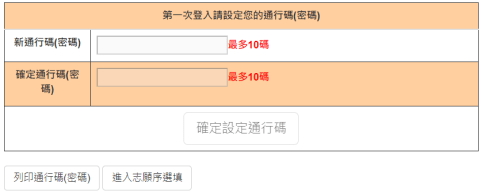 第一次登入請設定您的通行碼(密碼)
新通行碼(密碼) 最多10碼
確定通行碼(密
碼) 最多10碼
確定設定通行碼
列印通行碼(密碼) 進入志願序選填